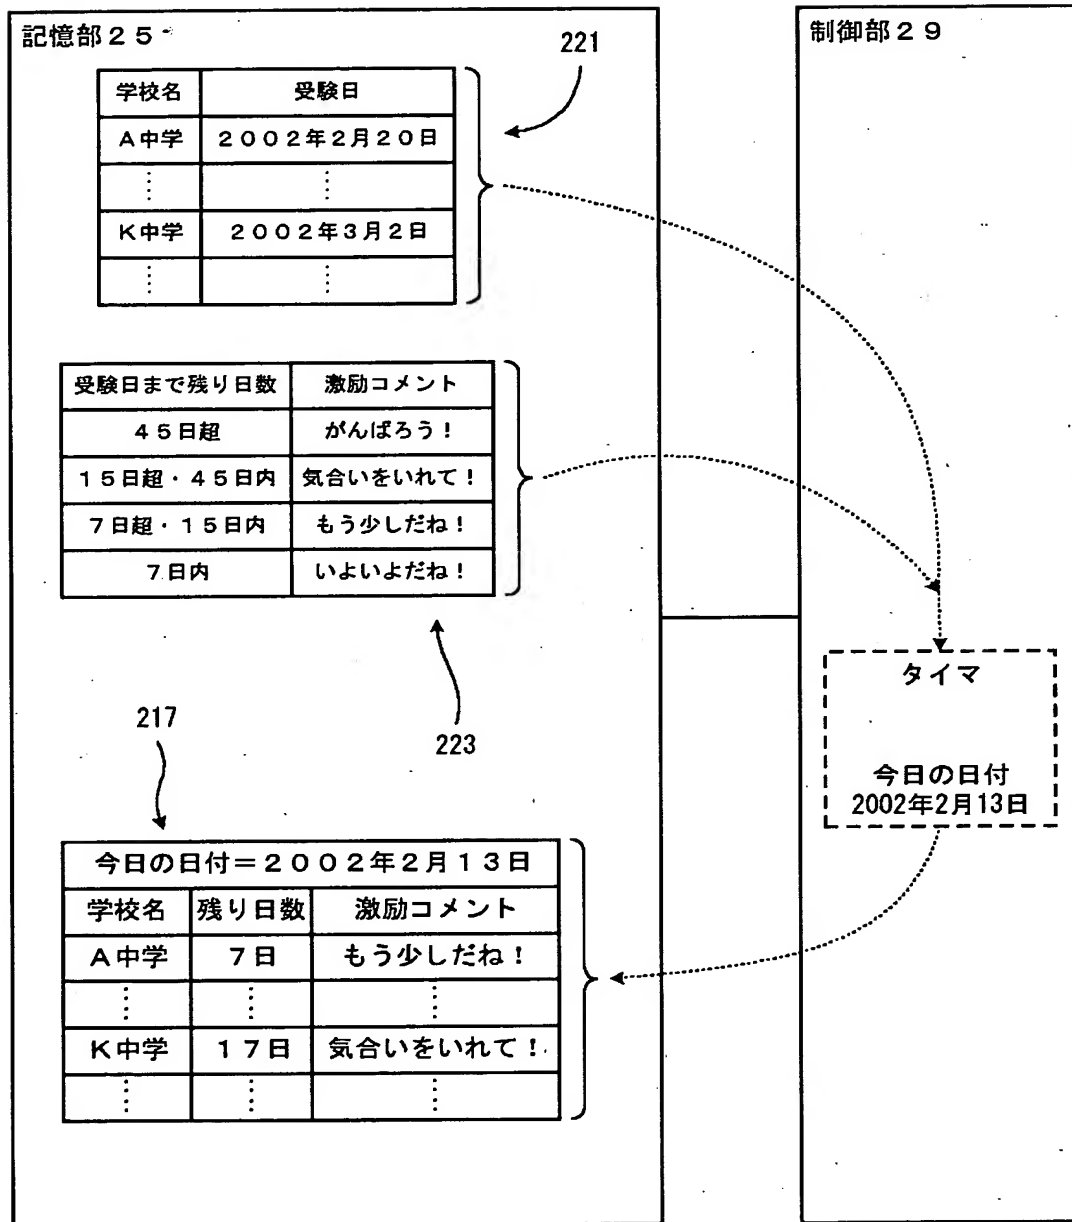 記憶部２５
221
学校名 受験日
A中学 ２００２年２月２０日
⋮ ⋮
K中学 ２００２年３月２日
⋮ ⋮
受験日まで残り日数 激励コメント
４５日超 がんばろう！
１５日超・４５日内 気合いをいれて！
７日超・１５日内 もう少しだね！
７日内 いよいよだね！
223
217
今日の日付＝２００２年２月１３日
学校名 残り日数 激励コメント
A中学 ７日 もう少しだね！
⋮ ⋮ ⋮
K中学 １７日 気合いをいれて！
⋮ ⋮ ⋮
制御部２９
タイマ
今日の日付
2002年2月13日